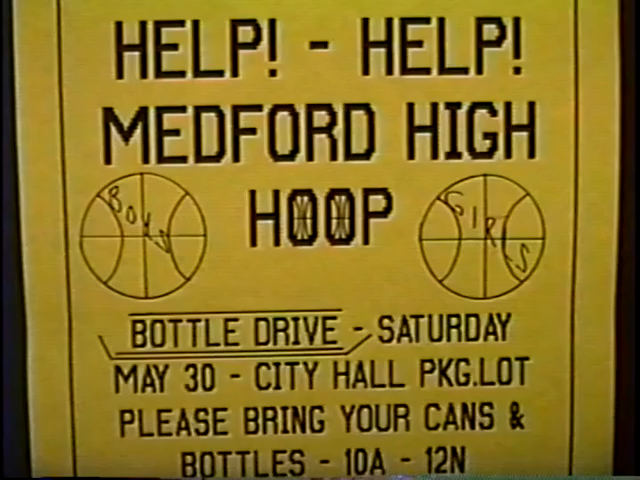 HELP! - HELP!
MEDFORD HIGH
HOOP
BOYS
GIRLS
BOTTLE DRIVE - SATURDAY
MAY 30 - CITY HALL PKG.LOT
PLEASE BRING YOUR CANS &
BOTTLES - 10A - 12N